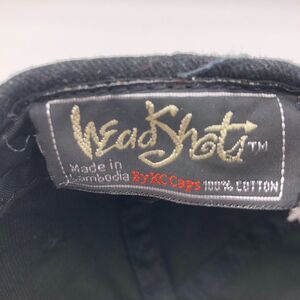 HeadShots™
Made in
Cambodia By KC Caps 100% COTTON